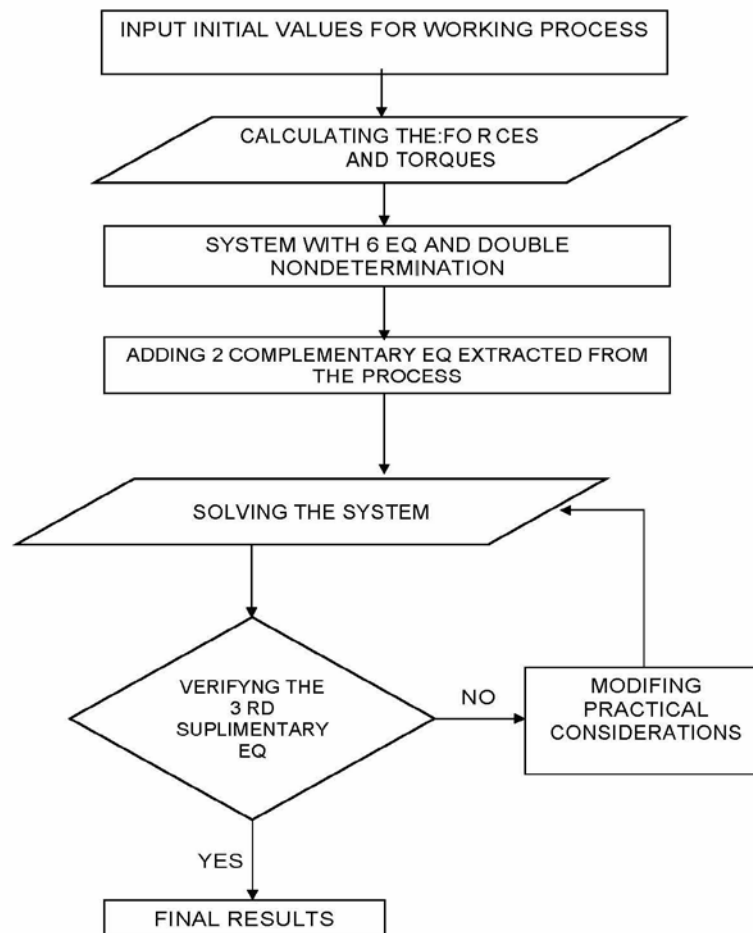 INPUT INITIAL VALUES FOR WORKING PROCESS
CALCULATING THE:FO R CES
AND TORQUES
SYSTEM WITH 6 EQ AND DOUBLE
NONDETERMINATION
ADDING 2 COMPLEMENTARY EQ EXTRACTED FROM
THE PROCESS
SOLVING THE SYSTEM
VERIFYNG THE
3 RD
SUPLIMENTARY
EQ
NO
MODIFING
PRACTICAL
CONSIDERATIONS
YES
FINAL RESULTS